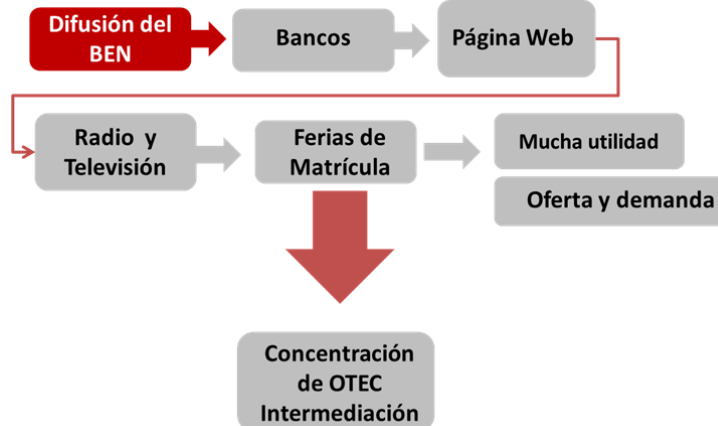 Difusión del
BEN
Bancos
Página Web
Radio y
Televisión
Ferias de
Matrícula
Mucha utilidad
Oferta y demanda
Concentración
de OTEC
Intermediación